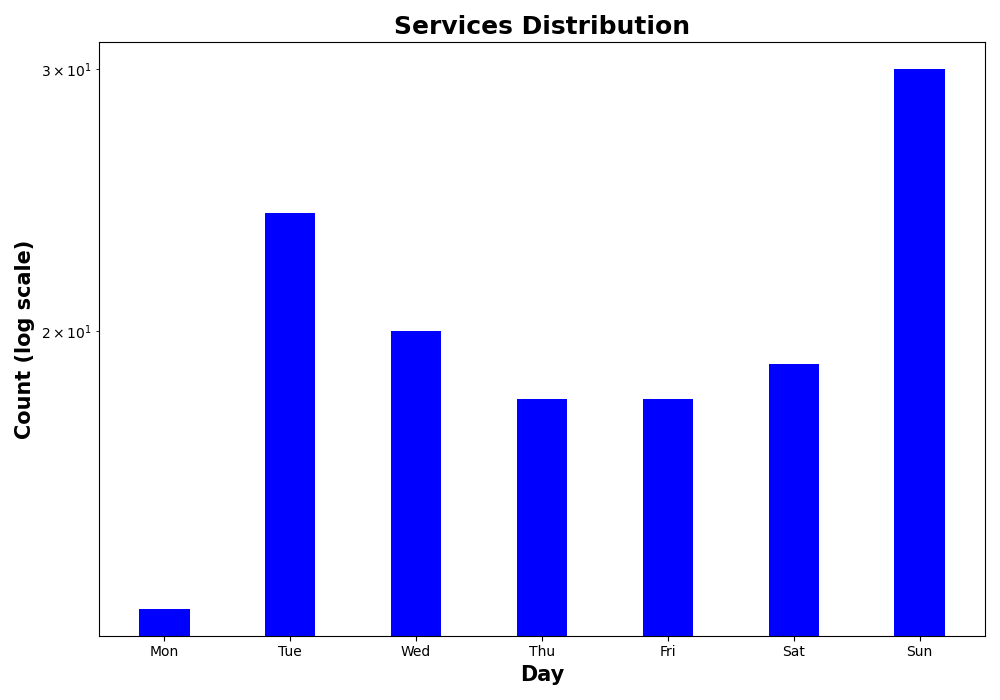 Services Distribution
Count (log scale)
3 × 10¹
2 × 10¹
Mon Tue Wed Thu Fri Sat Sun
Day